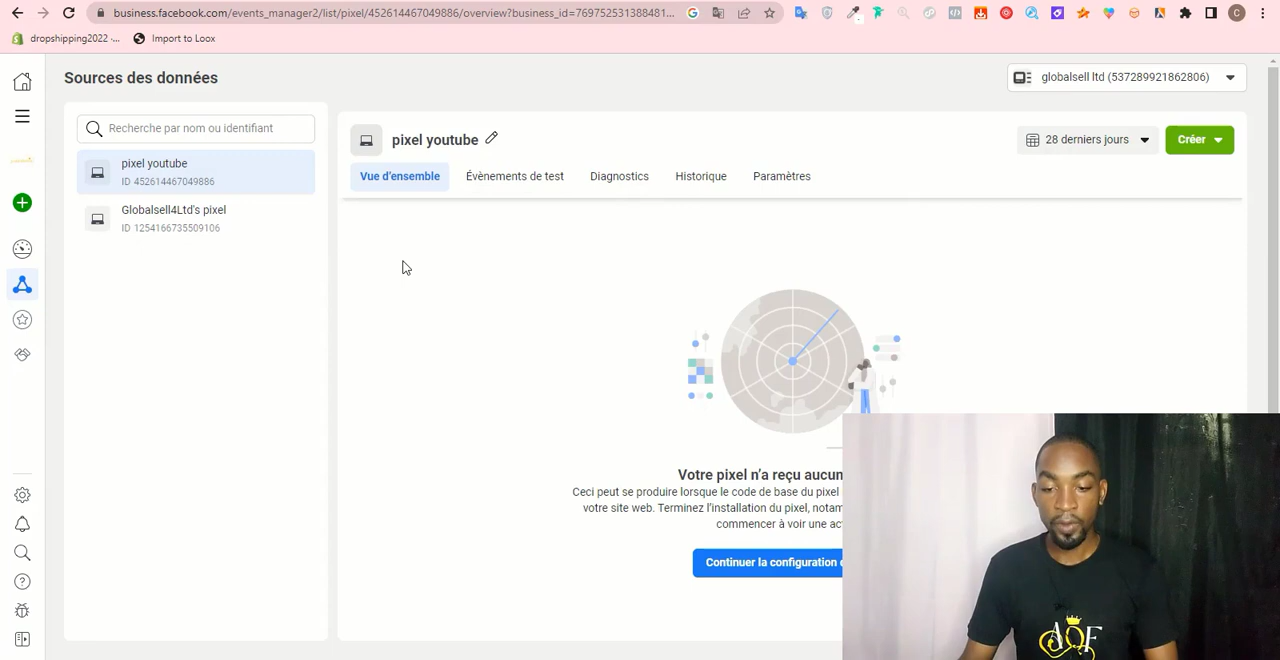 business.facebook.com/events_manager2/list/pixel/452614467049886/overview?business_id=769752531388481...
C
dropshipping2022 -...
Import to Loox
Sources des données
globalsell ltd (537289921862806)
Recherche par nom ou identifiant
pixel youtube
ID 452614467049886
Globalsell4Ltd's pixel
ID 1254166735509106
pixel youtube
28 derniers jours
Créer
Vue d'ensemble
Évènements de test
Diagnostics
Historique
Paramètres
Votre pixel n'a reçu aucun
Ceci peut se produire lorsque le code de base du pixel
votre site web. Terminez l'installation du pixel, notam
commencer à voir une ac
Continuer la configuration
AOF